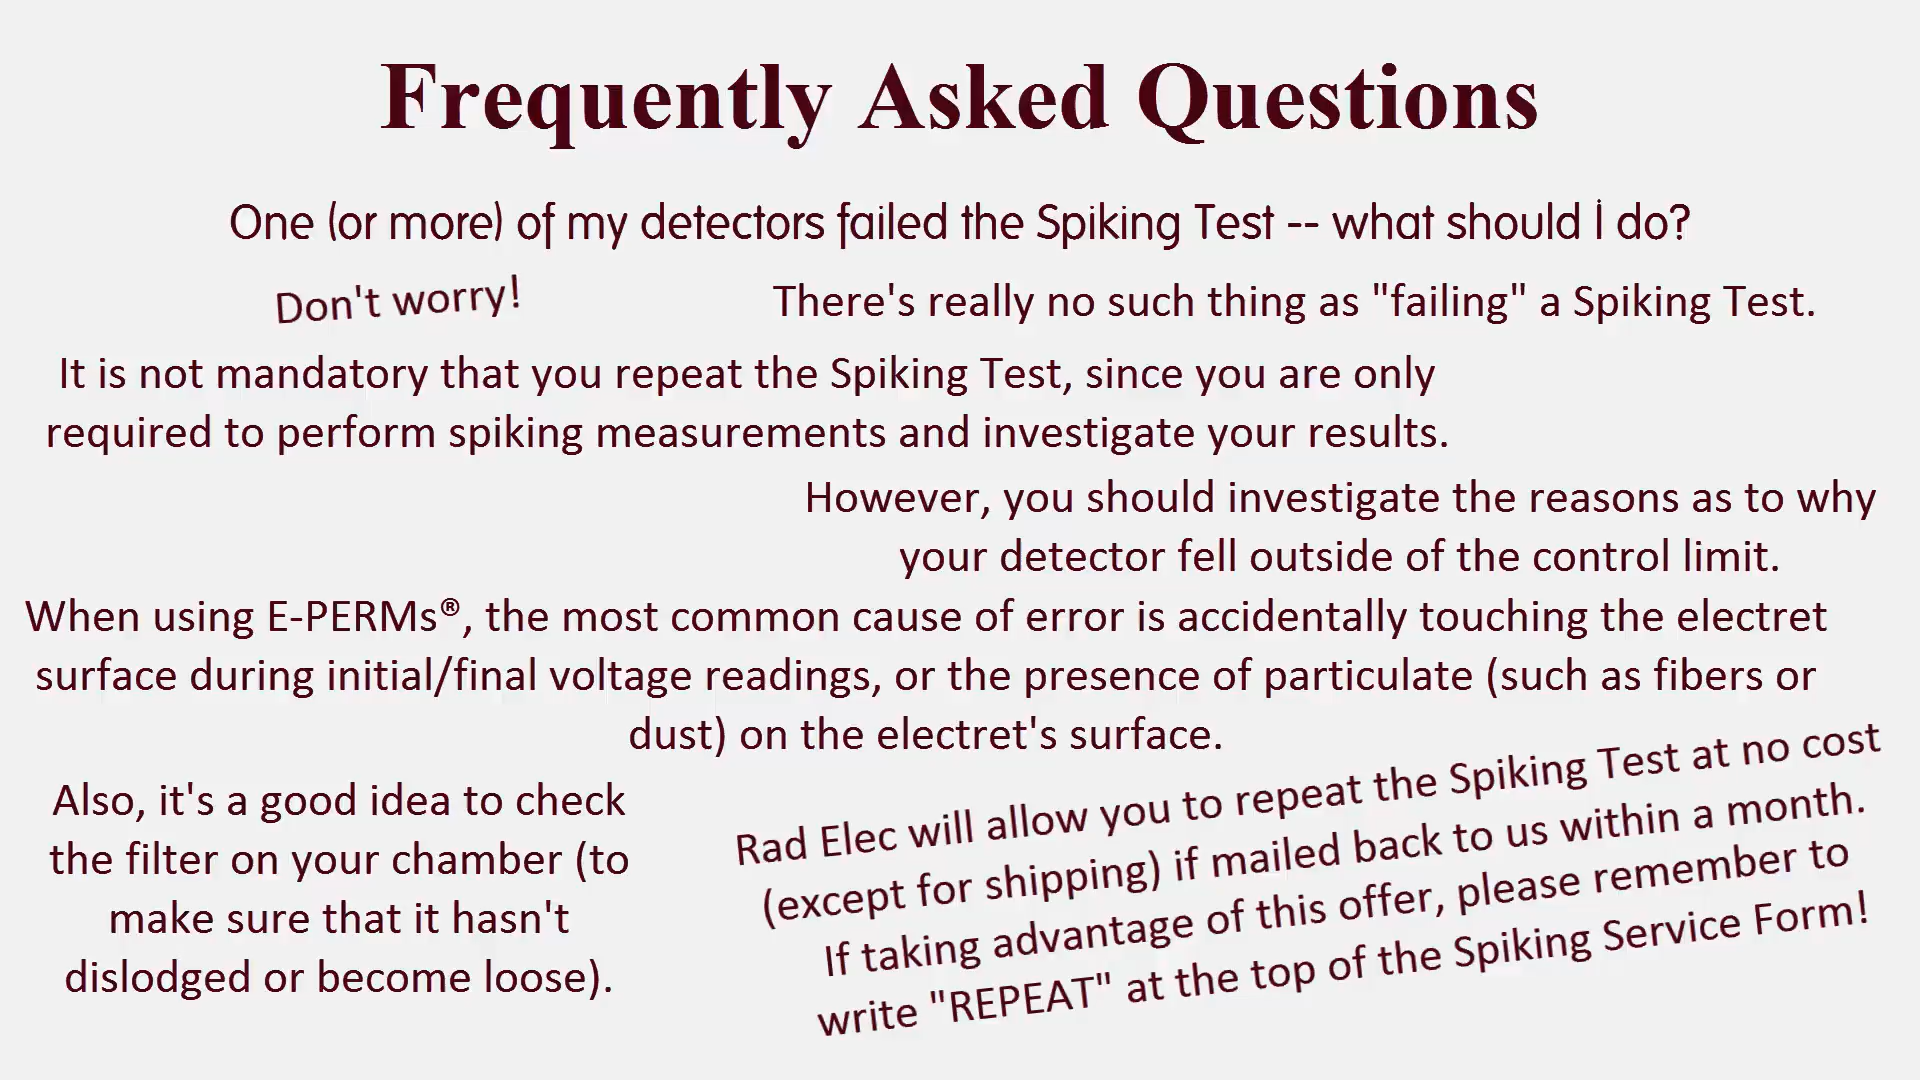 Frequently Asked Questions
One (or more) of my detectors failed the Spiking Test -- what should I do?
Don't worry!
There's really no such thing as "failing" a Spiking Test.
It is not mandatory that you repeat the Spiking Test, since you are only
required to perform spiking measurements and investigate your results.
However, you should investigate the reasons as to why
your detector fell outside of the control limit.
When using E-PERMs®, the most common cause of error is accidentally touching the electret
surface during initial/final voltage readings, or the presence of particulate (such as fibers or
dust) on the electret's surface.
Also, it's a good idea to check
the filter on your chamber (to
make sure that it hasn't
dislodged or become loose).
Rad Elec will allow you to repeat the Spiking Test at no cost
(except for shipping) if mailed back to us within a month.
If taking advantage of this offer, please remember to
write "REPEAT" at the top of the Spiking Service Form!